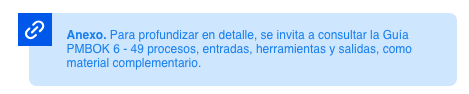 Anexo. Para profundizar en detalle, se invita a consultar la Guía
PMBOK 6 - 49 procesos, entradas, herramientas y salidas, como
material complementario.